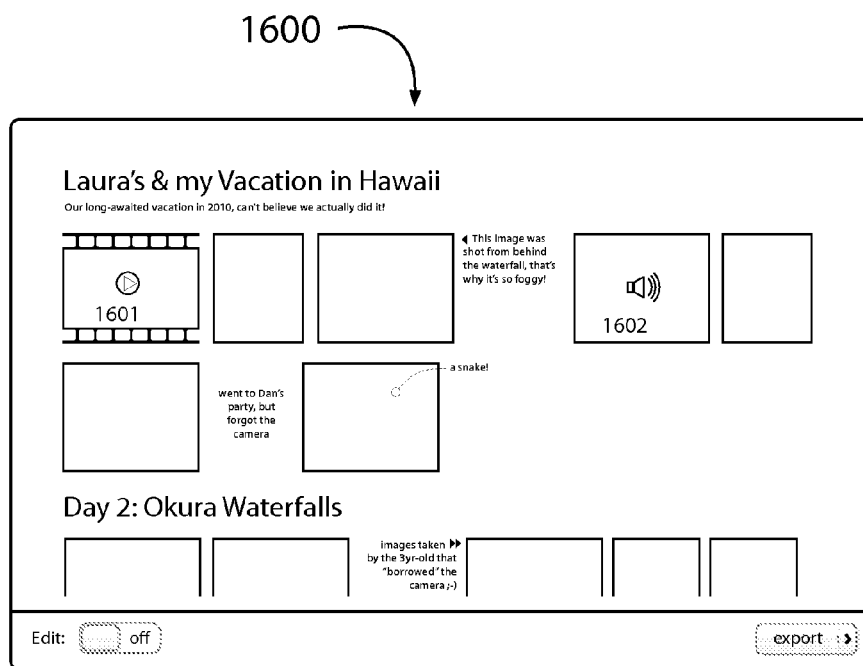 1600
Laura's & my Vacation in Hawaii
Our long-awaited vacation in 2010, can't believe we actually did it!
This image was
shot from behind
the waterfall, that's
why it's so foggy!
1601
1602
went to Dan's
party, but
forgot the
camera
a snake!
Day 2: Okura Waterfalls
images taken
by the 3yr-old that
"borrowed" the
camera ;-)
Edit: off
export